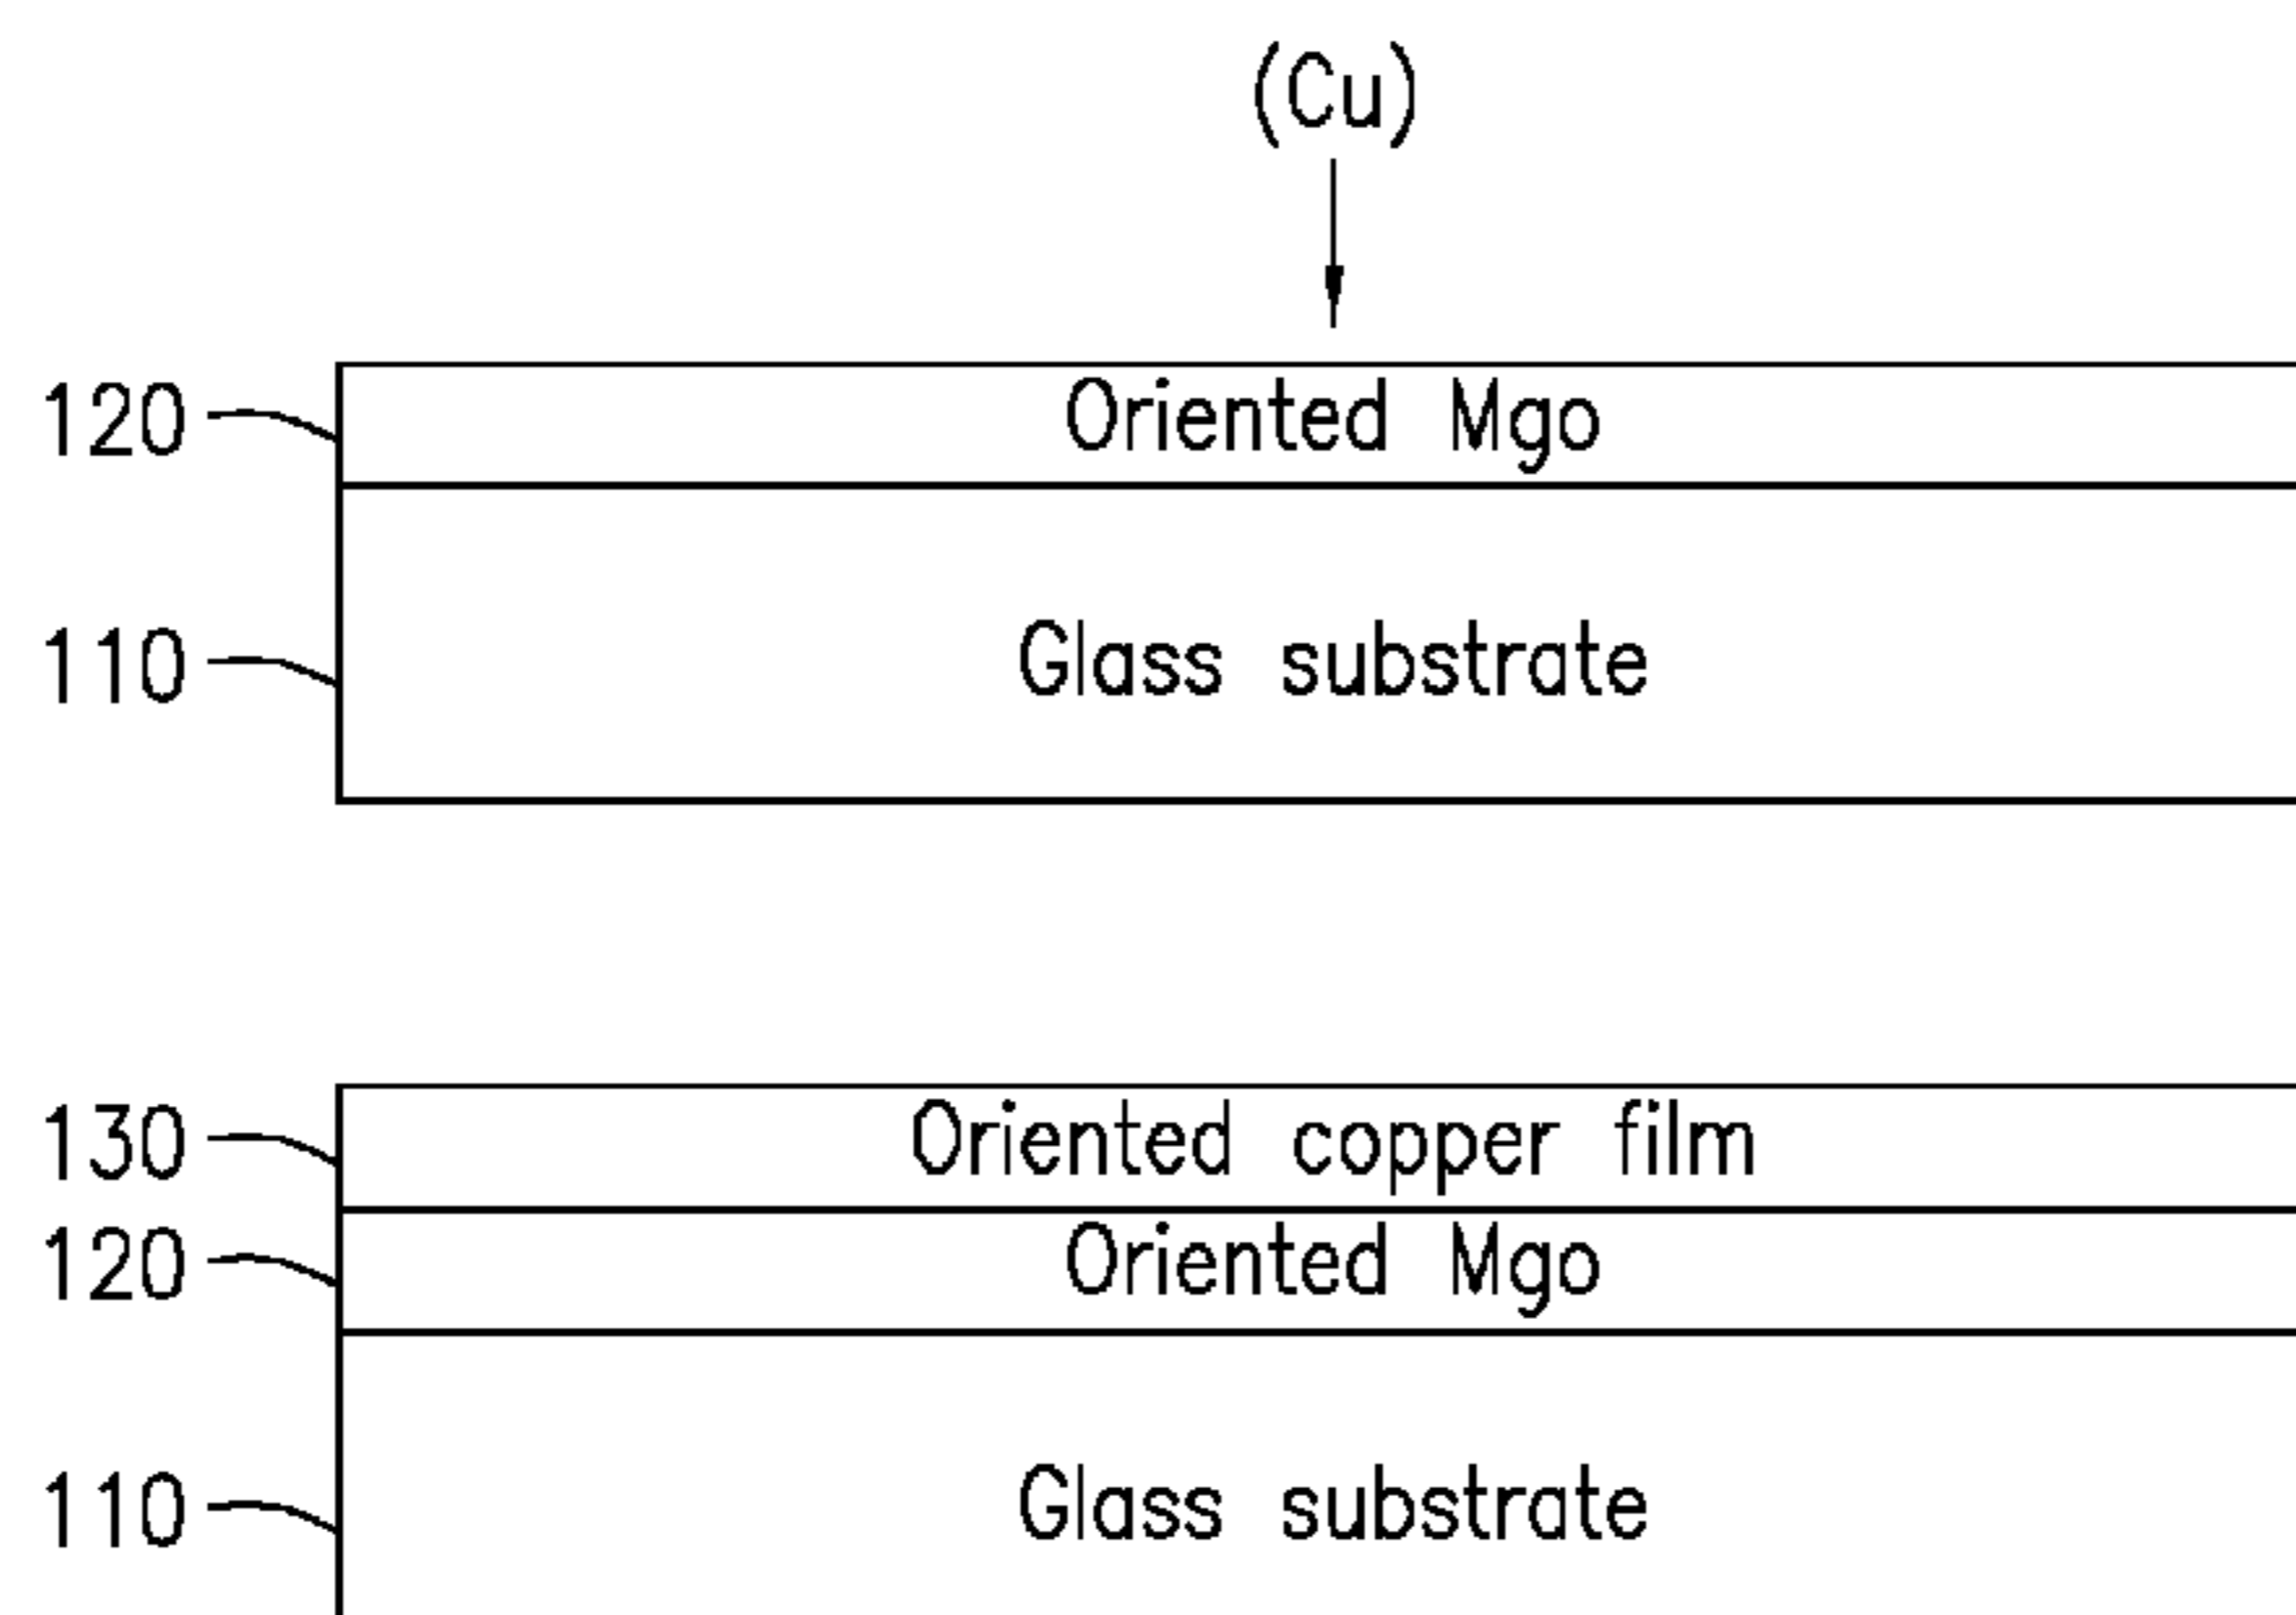 (Cu)
120 Oriented Mgo
110 Glass substrate
130 Oriented copper film
120 Oriented Mgo
110 Glass substrate